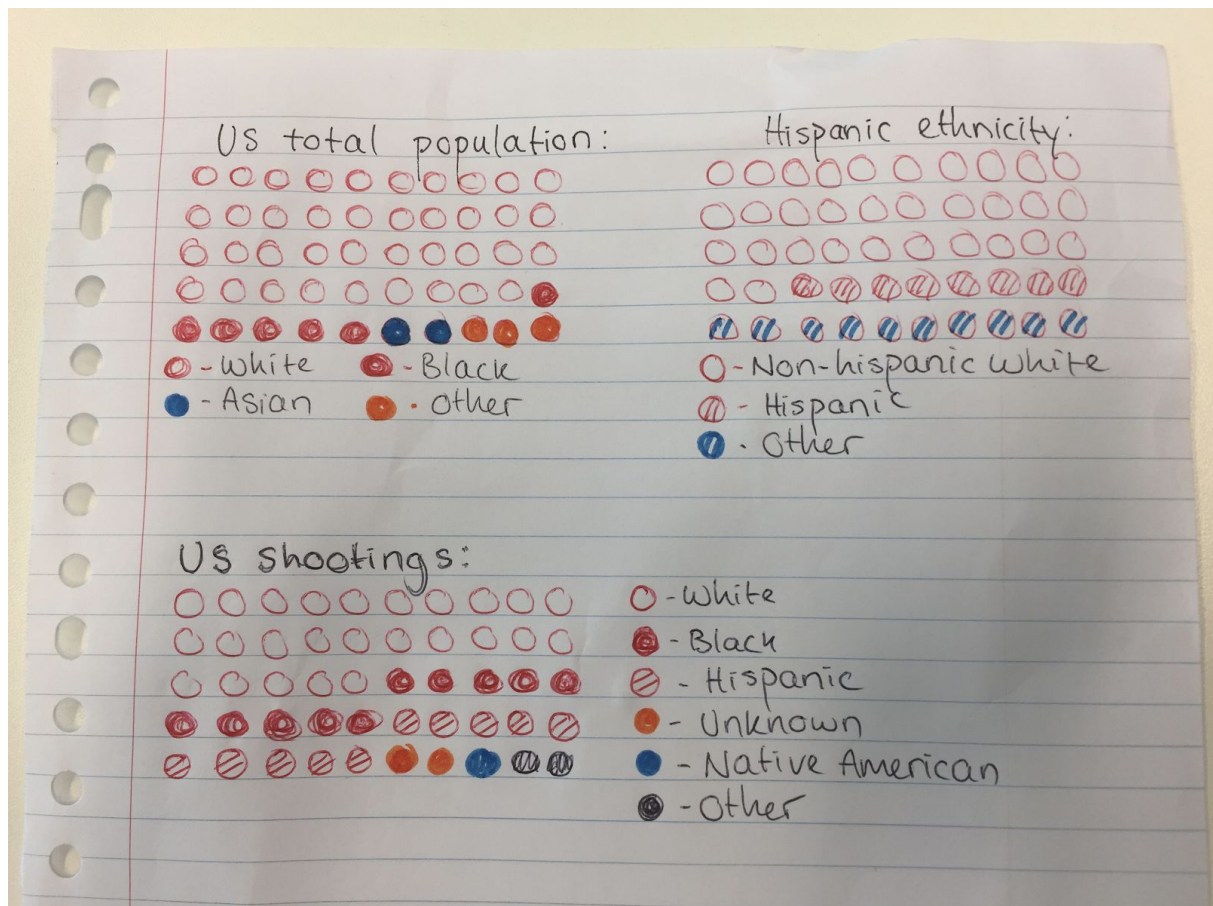 US total population:
O - White
O - Black
O - Asian
O - Other
Hispanic ethnicity:
O - Non-hispanic white
O - Hispanic
O - Other
US shootings:
O - White
O - Black
O - Hispanic
O - Unknown
O - Native American
O - Other